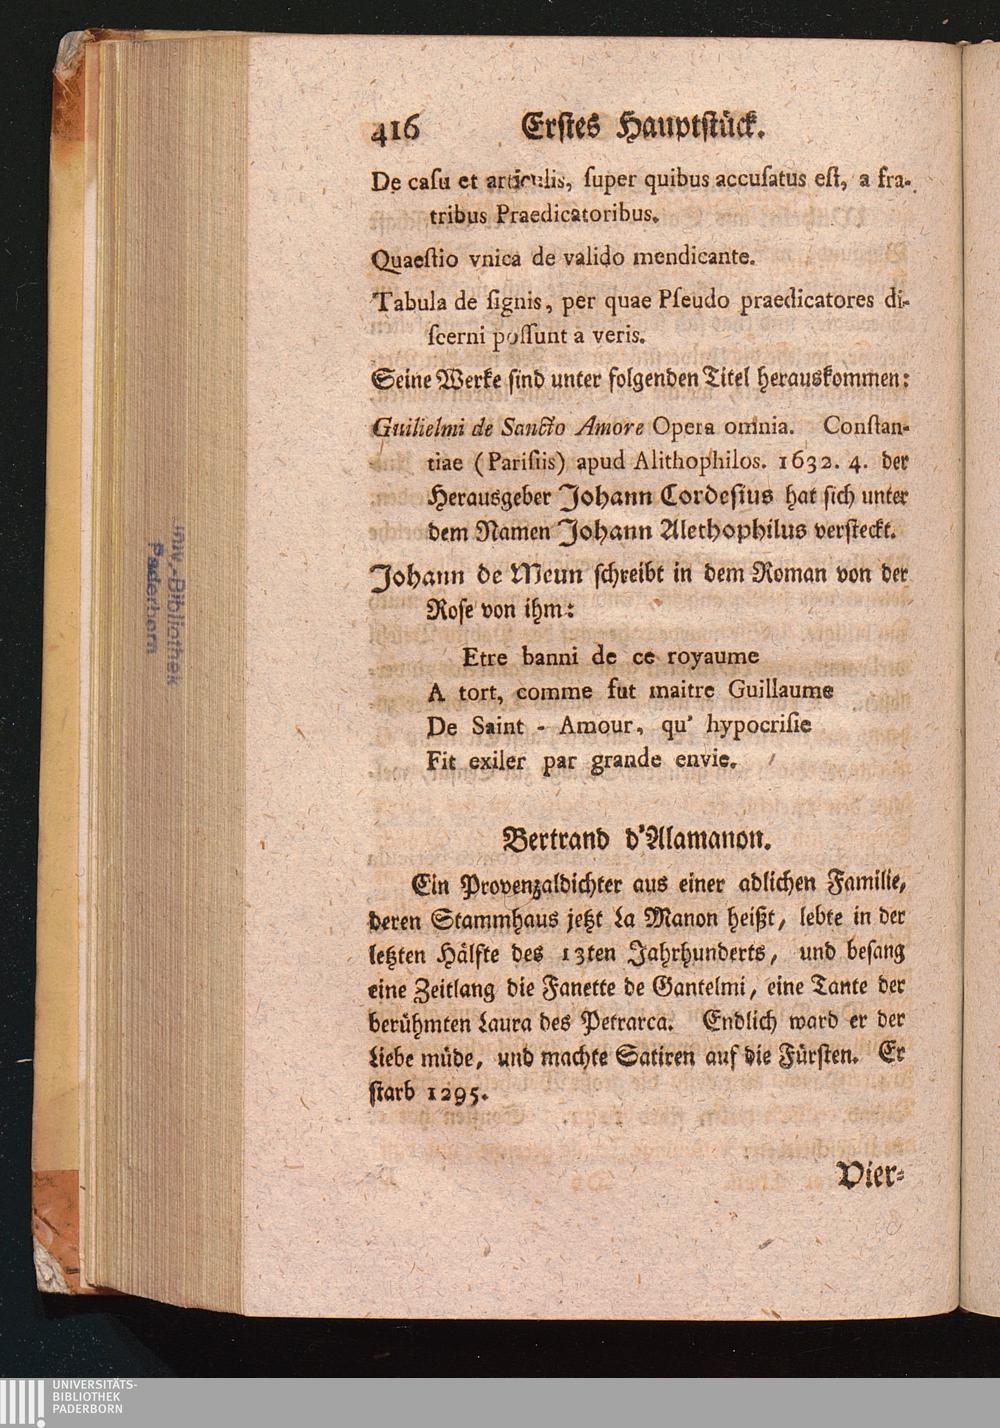 416 Erstes Hauptstück.
De casu et articulis, super quibus accusatus est, a fra-
tribus Praedicatoribus.
Quaestio vnica de valido mendicante.
Tabula de signis, per quae Pseudo praedicatores di-
scerni possunt a veris.
Seine Werke sind unter folgenden Titel herauskommen:
Guilielmi de Sancto Amore Opera omnia. Constan-
tiae (Parisiis) apud Alithophilos. 1632. 4. der
Herausgeber Johann Cordesius hat sich unter
dem Namen Johann Alethophilus versteckt.
Johann de Meun schreibt in dem Roman von der
Rose von ihm:
Etre banni de ce royaume
A tort, comme fut maitre Guillaume
De Saint - Amour, qu' hypocrisie
Fit exiler par grande envie.
Bertrand d'Alamanon.
Ein Provenzaldichter aus einer adlichen Familie,
deren Stammhaus jetzt La Manon heißt, lebte in der
letzten Hälfte des 13ten Jahrhunderts, und besang
eine Zeitlang die Fanette de Gantelmi, eine Tante der
berühmten Laura des Petrarca. Endlich ward er der
Liebe müde, und machte Satiren auf die Fürsten. Er
starb 1295.
Vier-
Univ.-Bibliothek
Paderborn
UNIVERSITÄTS-
BIBLIOTHEK
PADERBORN